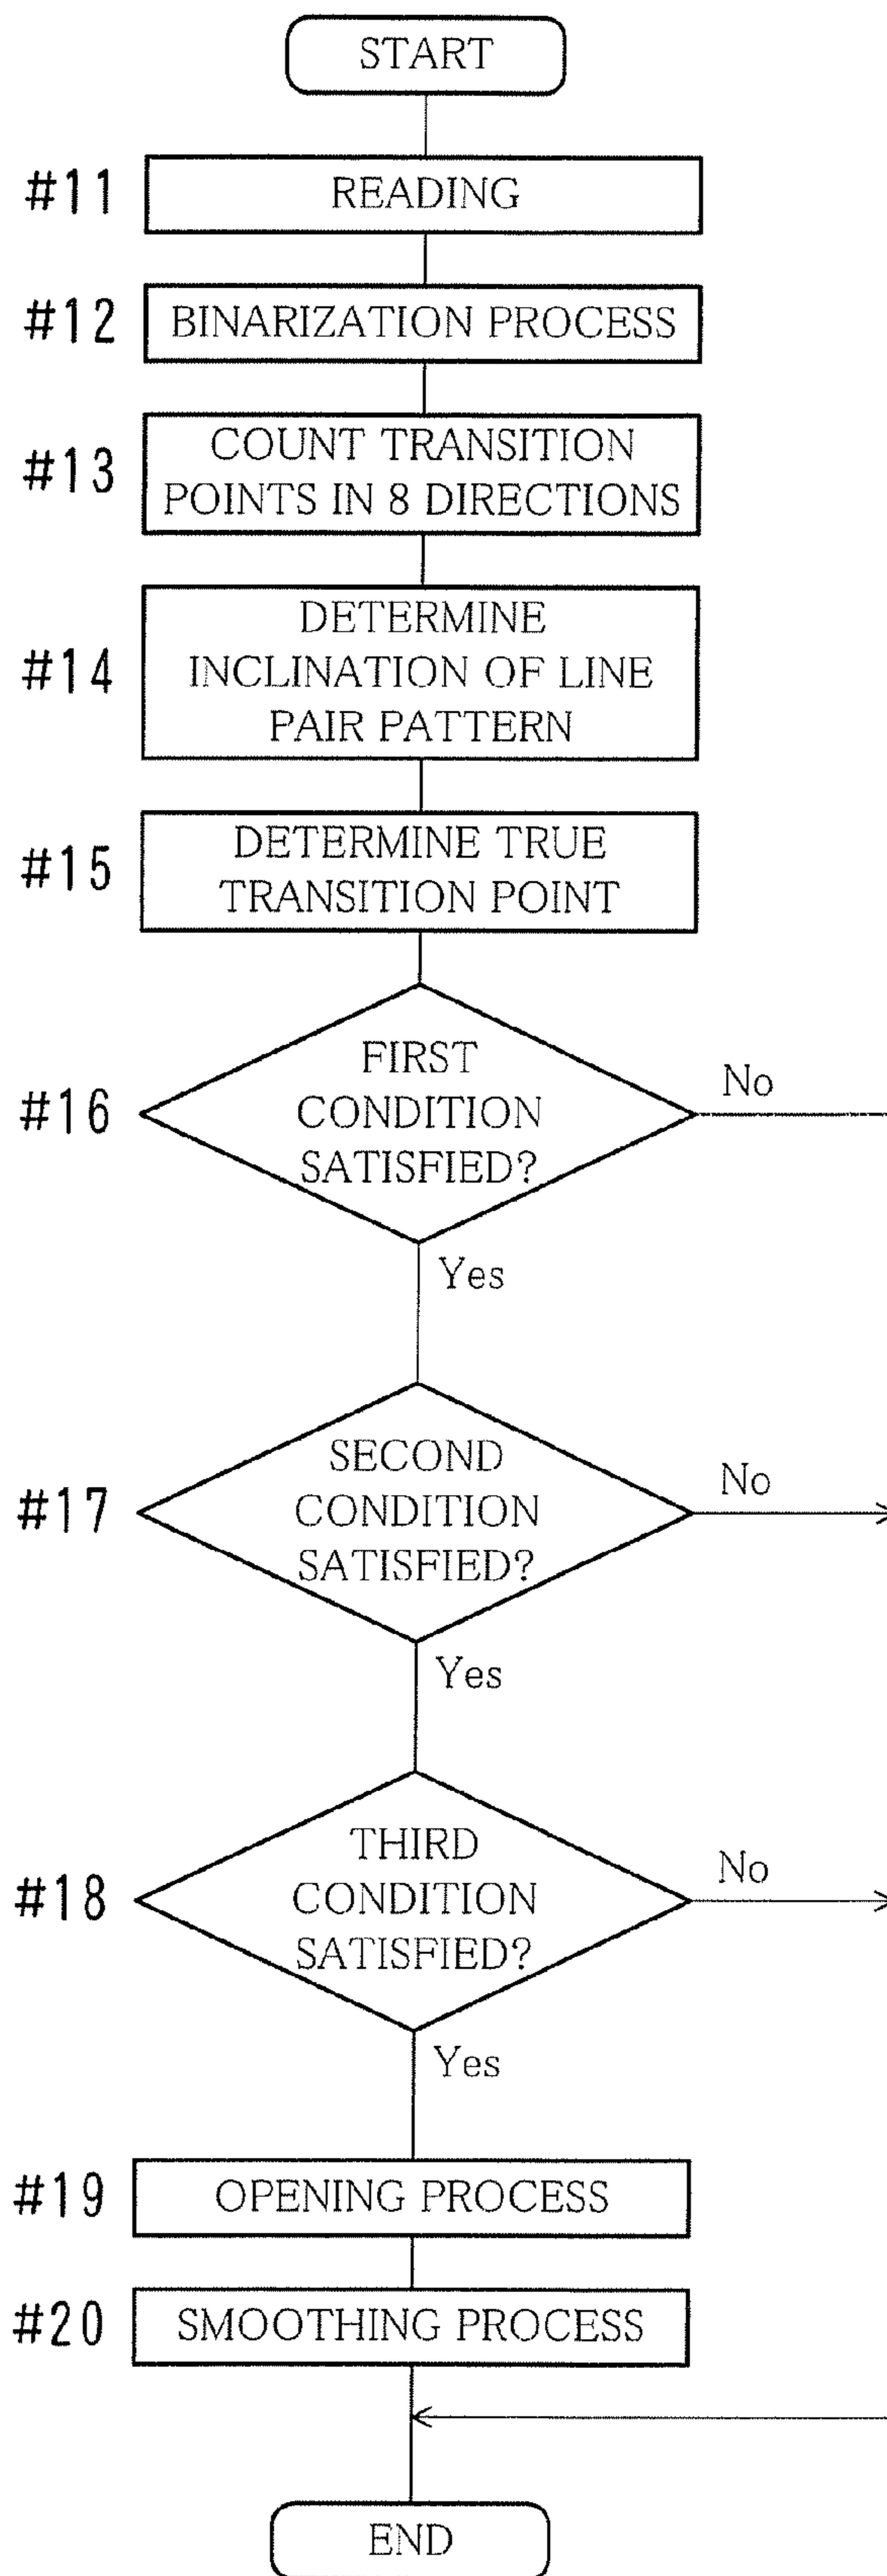 START
#11
READING
#12
BINARIZATION PROCESS
#13
COUNT TRANSITION
POINTS IN 8 DIRECTIONS
#14
DETERMINE
INCLINATION OF LINE
PAIR PATTERN
#15
DETERMINE TRUE
TRANSITION POINT
#16
FIRST
CONDITION
SATISFIED?
No
Yes
#17
SECOND
CONDITION
SATISFIED?
No
Yes
#18
THIRD
CONDITION
SATISFIED?
No
Yes
#19
OPENING PROCESS
#20
SMOOTHING PROCESS
END